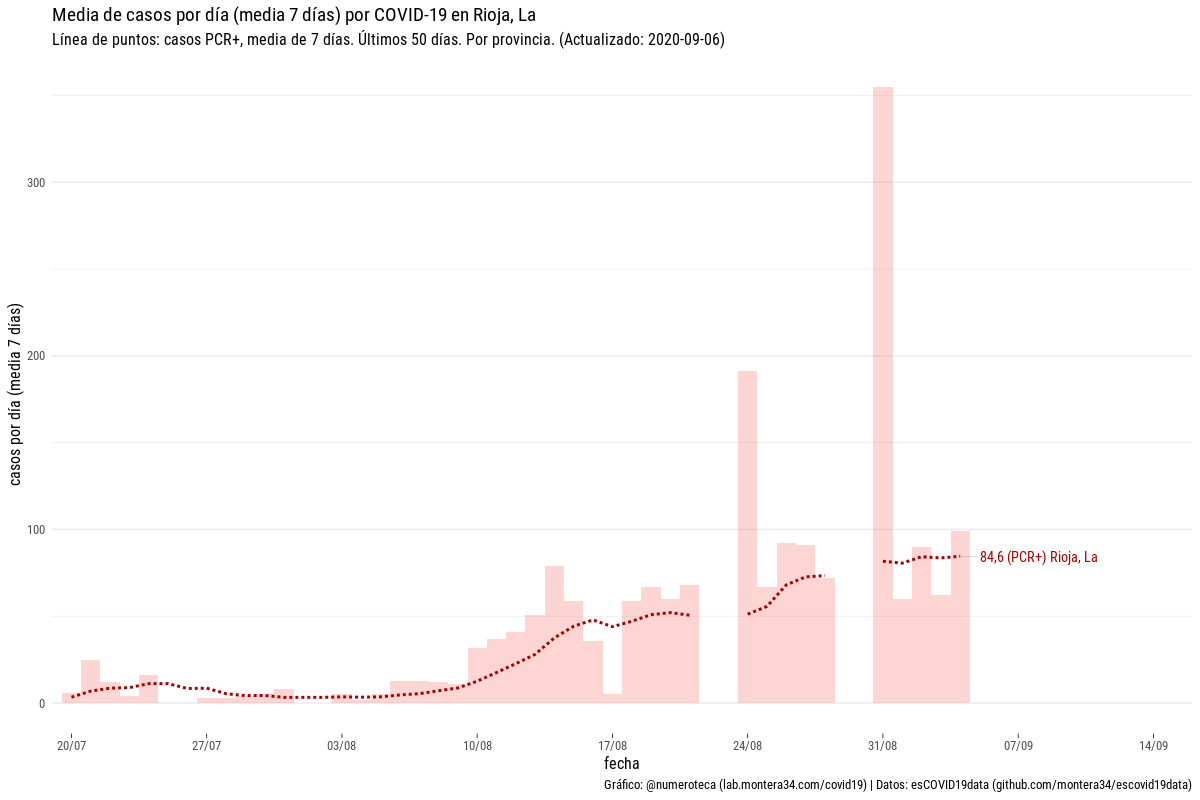 Media de casos por día (media 7 días) por COVID-19 en Rioja, La
Línea de puntos: casos PCR+, media de 7 días. Últimos 50 días. Por provincia. (Actualizado: 2020-09-06)
casos por día (media 7 días)
300
200
100
0
84,6 (PCR+) Rioja, La
20/07 27/07 03/08 10/08 17/08 24/08 31/08 07/09 14/09
fecha
Gráfico: @numeroteca (lab.montera34.com/covid19) | Datos: esCOVID19data (github.com/montera34/escovid19data)